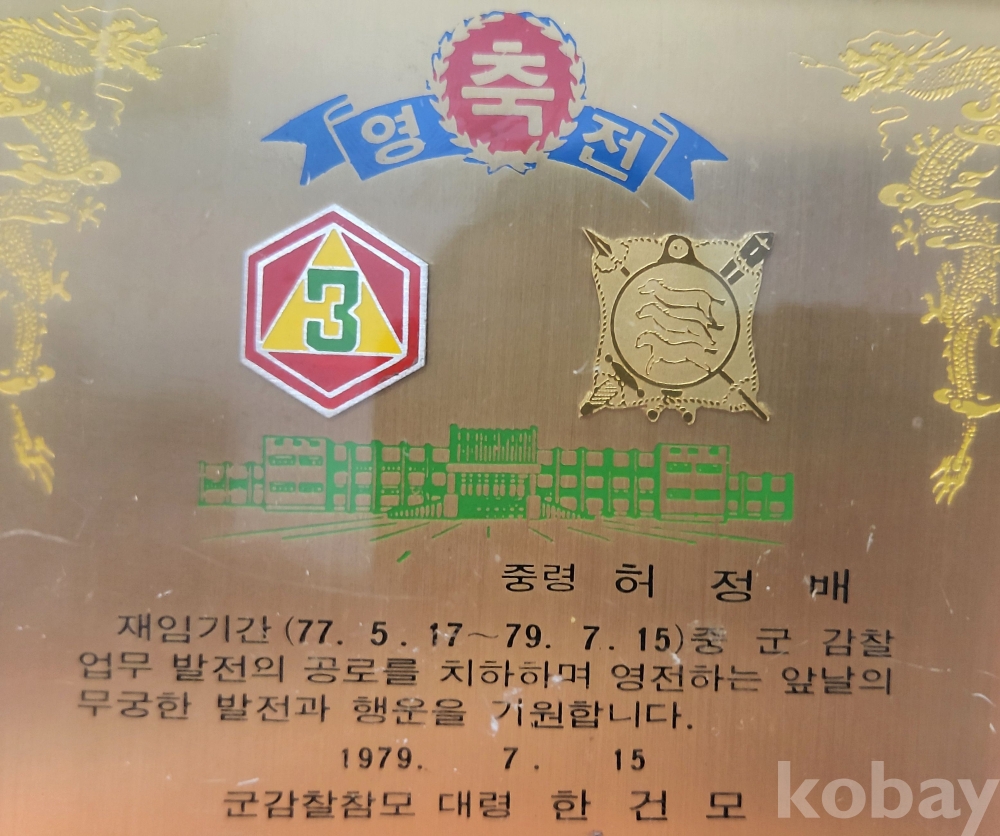 축
영 전
3
중령 허 정 배
재임기간(77. 5. 17~79. 7. 15)중 군 감찰
업무 발전의 공로를 치하하며 영전하는 앞날의
무궁한 발전과 행운을 기원합니다.
1979. 7. 15
군감찰참모 대령 한 건 모
kobay